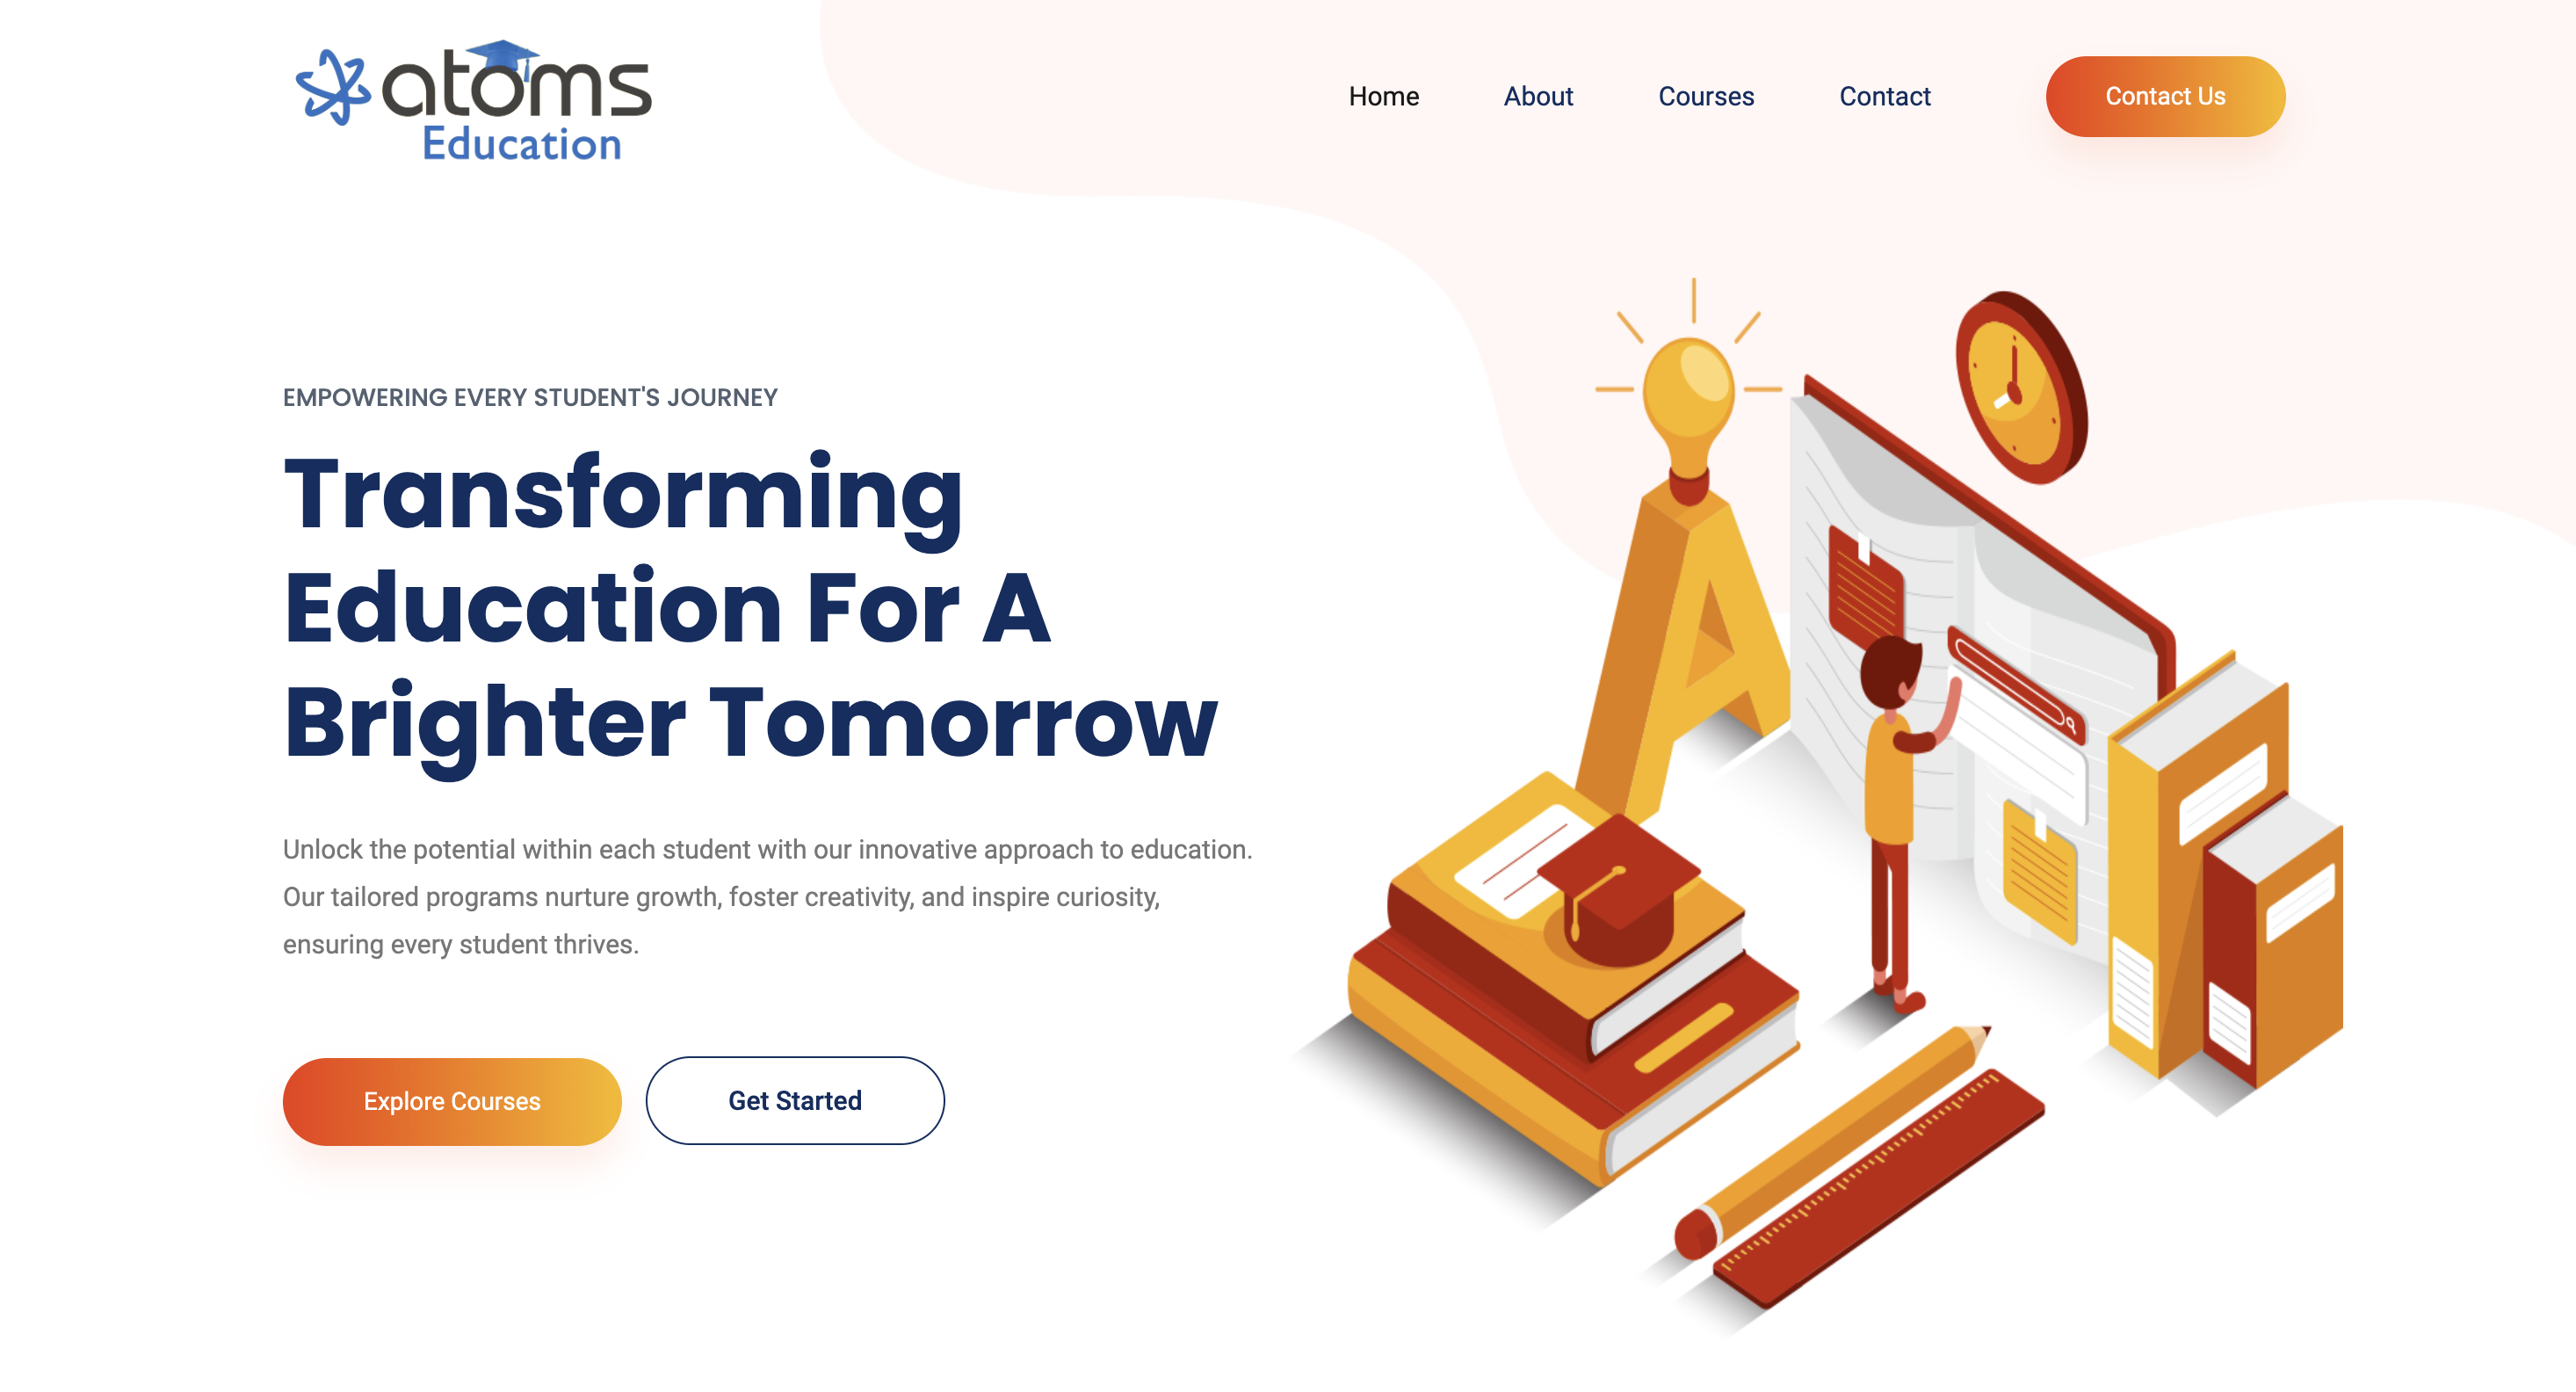 atoms
Education
Home About Courses Contact Contact Us
EMPOWERING EVERY STUDENT'S JOURNEY
Transforming
Education For A
Brighter Tomorrow
Unlock the potential within each student with our innovative approach to education.
Our tailored programs nurture growth, foster creativity, and inspire curiosity,
ensuring every student thrives.
Explore Courses Get Started
A